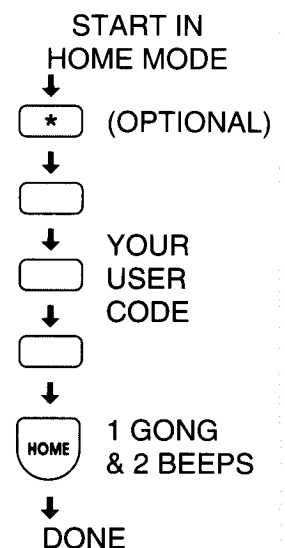 START IN
HOME MODE
* (OPTIONAL)
YOUR
USER
CODE
HOME
1 GONG
& 2 BEEPS
DONE